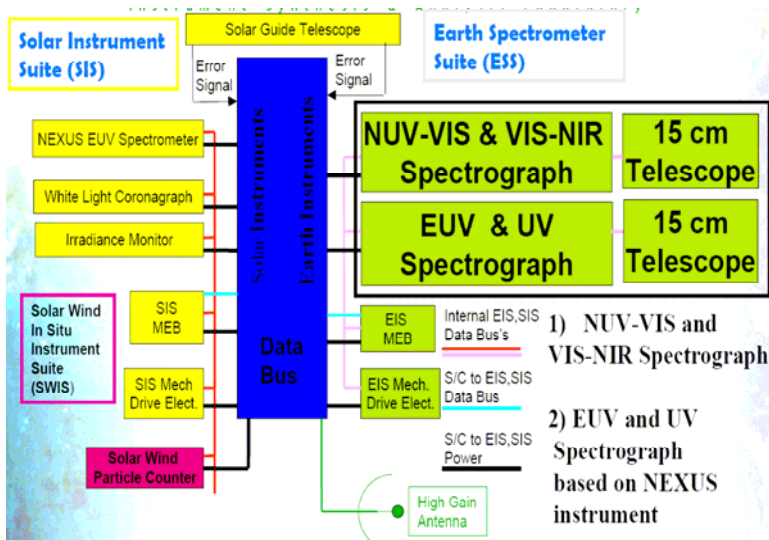 Solar Instrument
Suite (SIS)
Solar Guide Telescope
Earth Spectrometer
Suite (ESS)
Error
Signal
Error
Signal
NEXUS EUV Spectrometer
White Light Coronagraph
Irradiance Monitor
SIS
MEB
Solar Wind
In Situ
Instrument
Suite
(SWIS)
SIS Mech
Drive Elect.
Solar Wind
Particle Counter
Solar Instruments
Earth Instruments
Data
Bus
NUV-VIS & VIS-NIR
Spectrograph
15 cm
Telescope
EUV & UV
Spectrograph
15 cm
Telescope
EIS
MEB
EIS Mech.
Drive Elect.
Internal EIS,SIS
Data Bus's
S/C to EIS,SIS
Data Bus
S/C to EIS,SIS
Power
High Gain
Antenna
1) NUV-VIS and
VIS-NIR Spectrograph
2) EUV and UV
Spectrograph
based on NEXUS
instrument